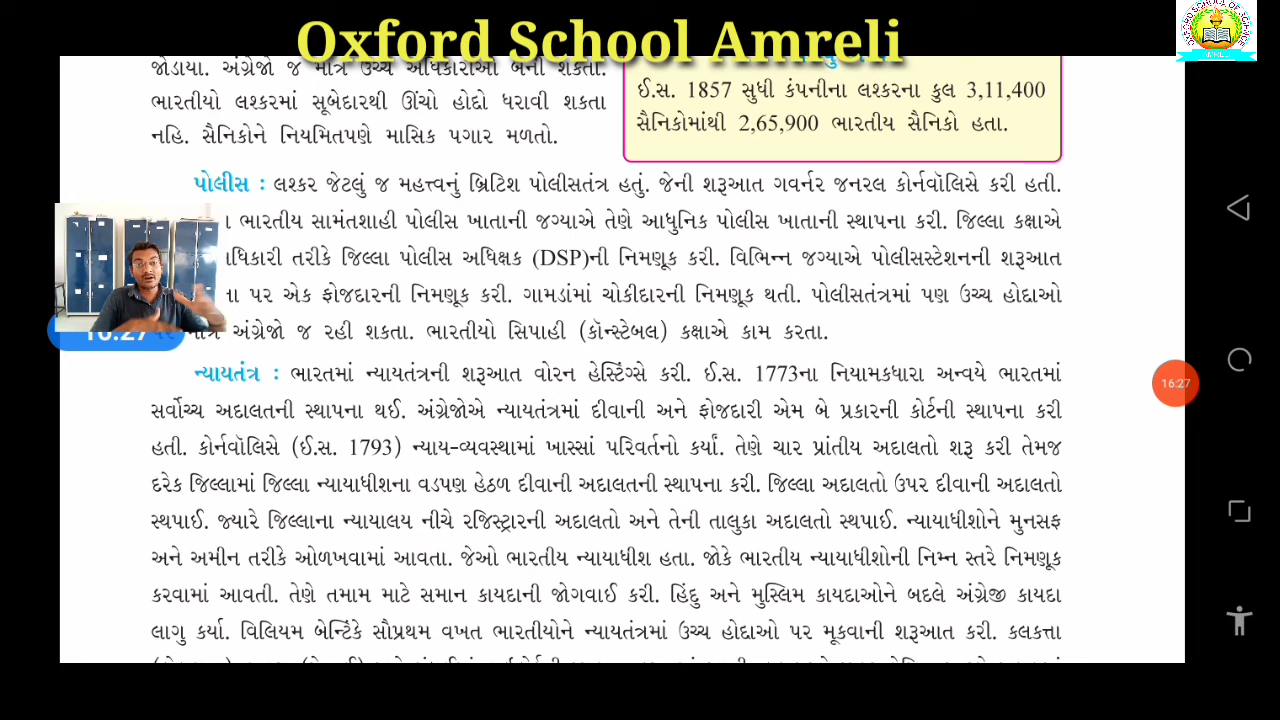 Oxford School Amreli
OXFORD SCHOOL OF SCIENCE
AMRELI
જોડાયા. અંગ્રેજો જ માત્ર ઉચ્ચ અધિકારીઓ બની શકતા.
ભારતીયો લશ્કરમાં સૂબેદારથી ઊંચો હોદ્દો ધરાવી શકતા
નહિ. સૈનિકોને નિયમિતપણે માસિક પગાર મળતો.
ઈ.સ. 1857 સુધી કંપનીના લશ્કરના કુલ 3,11,400
સૈનિકોમાંથી 2,65,900 ભારતીય સૈનિકો હતા.
પોલીસ : લશ્કર જેટલું જ મહત્ત્વનું બ્રિટિશ પોલીસતંત્ર હતું. જેની શરૂઆત ગવર્નર જનરલ કોર્નવૉલિસે કરી હતી.
ભારતીય સામંતશાહી પોલીસ ખાતાની જગ્યાએ તેણે આધુનિક પોલીસ ખાતાની સ્થાપના કરી. જિલ્લા કક્ષાએ
તરીકે જિલ્લા પોલીસ અધિક્ષક (DSP)ની નિમણૂક કરી. વિભિન્ન જગ્યાએ પોલીસસ્ટેશનની શરૂઆત
પર એક ફોજદારની નિમણૂક કરી. ગામડાંમાં ચોકીદારની નિમણૂક થતી. પોલીસતંત્રમાં પણ ઉચ્ચ હોદાઓ
પર માત્ર અંગ્રેજો જ રહી શકતા. ભારતીયો સિપાહી (કૉન્સ્ટેબલ) કક્ષાએ કામ કરતા.
16:27
16:27
ન્યાયતંત્ર : ભારતમાં ન્યાયતંત્રની શરૂઆત વોરન હેસ્ટિંગ્સે કરી. ઈ.સ. 1773ના નિયામકધારા અન્વયે ભારતમાં
સર્વોચ્ચ અદાલતની સ્થાપના થઈ. અંગ્રેજોએ ન્યાયતંત્રમાં દીવાની અને ફોજદારી એમ બે પ્રકારની કોર્ટની સ્થાપના કરી
હતી. કોર્નવૉલિસે (ઈ.સ. 1793) ન્યાય-વ્યવસ્થામાં ખાસ્સાં પરિવર્તનો કર્યાં. તેણે ચાર પ્રાંતીય અદાલતો શરૂ કરી તેમજ
દરેક જિલ્લામાં જિલ્લા ન્યાયાધીશના વડપણ હેઠળ દીવાની અદાલતની સ્થાપના કરી. જિલ્લા અદાલતો ઉપર દીવાની અદાલતો
સ્થપાઈ. જ્યારે જિલ્લાના ન્યાયાલય નીચે રજિસ્ટ્રારની અદાલતો અને તેની તાલુકા અદાલતો સ્થપાઈ. ન્યાયાધીશોને મુનસફ
અને અમીન તરીકે ઓળખવામાં આવતા. જેઓ ભારતીય ન્યાયાધીશ હતા. જોકે ભારતીય ન્યાયાધીશોની નિમ્ન સ્તરે નિમણૂક
કરવામાં આવતી. તેણે તમામ માટે સમાન કાયદાની જોગવાઈ કરી. હિંદુ અને મુસ્લિમ કાયદાઓને બદલે અંગ્રેજી કાયદા
લાગુ કર્યા. વિલિયમ બેન્ટિંકે સૌપ્રથમ વખત ભારતીયોને ન્યાયતંત્રમાં ઉચ્ચ હોદાઓ પર મૂકવાની શરૂઆત કરી. કલકત્તા